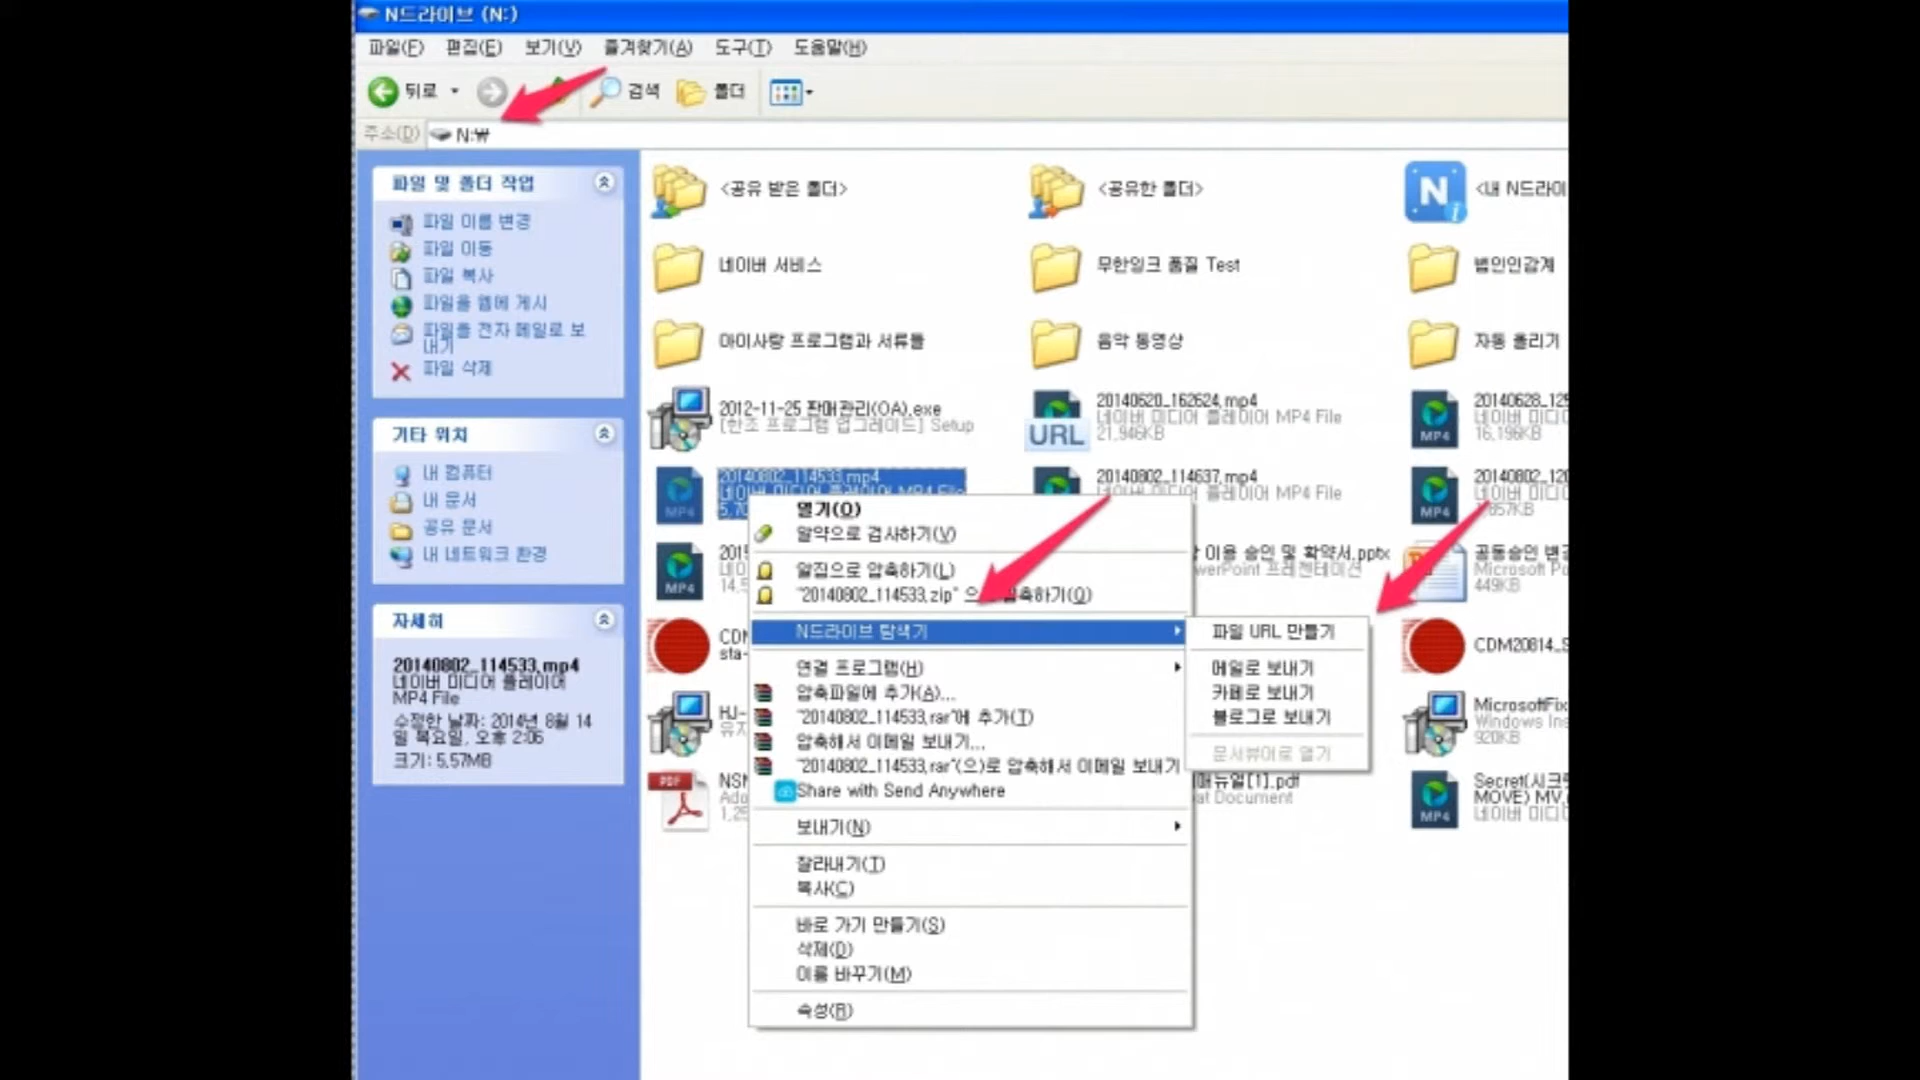 N드라이브 (N:)
파일(F) 편집(E) 보기(V) 즐겨찾기(A) 도구(T) 도움말(H)
뒤로 검색 폴더
주소(D) N:₩
파일 및 폴더 작업
파일 이름 변경
파일 이동
파일 복사
파일을 웹에 게시
파일을 전자 메일로 보
내기
파일 삭제
기타 위치
내 컴퓨터
내 문서
공유 문서
내 네트워크 환경
자세히
20140802_114533.mp4
네이버 미디어 플레이어
MP4 File
수정한 날짜: 2014년 8월 14
일 목요일, 오후 2:06
크기: 5.57MB
<공유 받은 폴더>
<공유한 폴더>
N
<내 N드라이
네이버 서비스
무한잉크 품질 Test
법인인감계
아이사랑 프로그램과 서류들
음악 동영상
자동 올리기
2012-11-25 판매관리(OA).exe
[한조 프로그램 업그레이드] Setup
URL
20140620_162624.mp4
네이버 미디어 플레이어 MP4 File
21,946KB
MP4
20140628_125
네이버 미디어
16,196KB
MP4
20140802_114533.mp4
네이버 미디어 플레이어 MP4 File
20140802_114637.mp4
네이버 미디어 플레이어 MP4 File
MP4
20140802_120
네이버 미디어
MP4
이용 승인 및 확약서.pptx
werPoint 프레젠테이션
공동승인 변경
Microsoft Po
449KB
CDM
sta-
CDM20814_S
HJ-
유지
MicrosoftFix
Windows Ins
920KB
PDF
NSM
매뉴얼[1].pdf
at Document
MP4
Secret(시크릿
MOVE) MV.
네이버 미디어
열기(O)
알약으로 검사하기(V)
알집으로 압축하기(L)
"20140802_114533.zip" 으로 압축하기(Q)
N드라이브 탐색기
연결 프로그램(H)
압축파일에 추가(A)...
"20140802_114533.rar"에 추가(T)
압축해서 이메일 보내기...
"20140802_114533.rar"(으)로 압축해서 이메일 보내기
Share with Send Anywhere
보내기(N)
잘라내기(T)
복사(C)
바로 가기 만들기(S)
삭제(D)
이름 바꾸기(M)
속성(R)
파일 URL 만들기
메일로 보내기
카페로 보내기
블로그로 보내기
문서뷰어로 열기